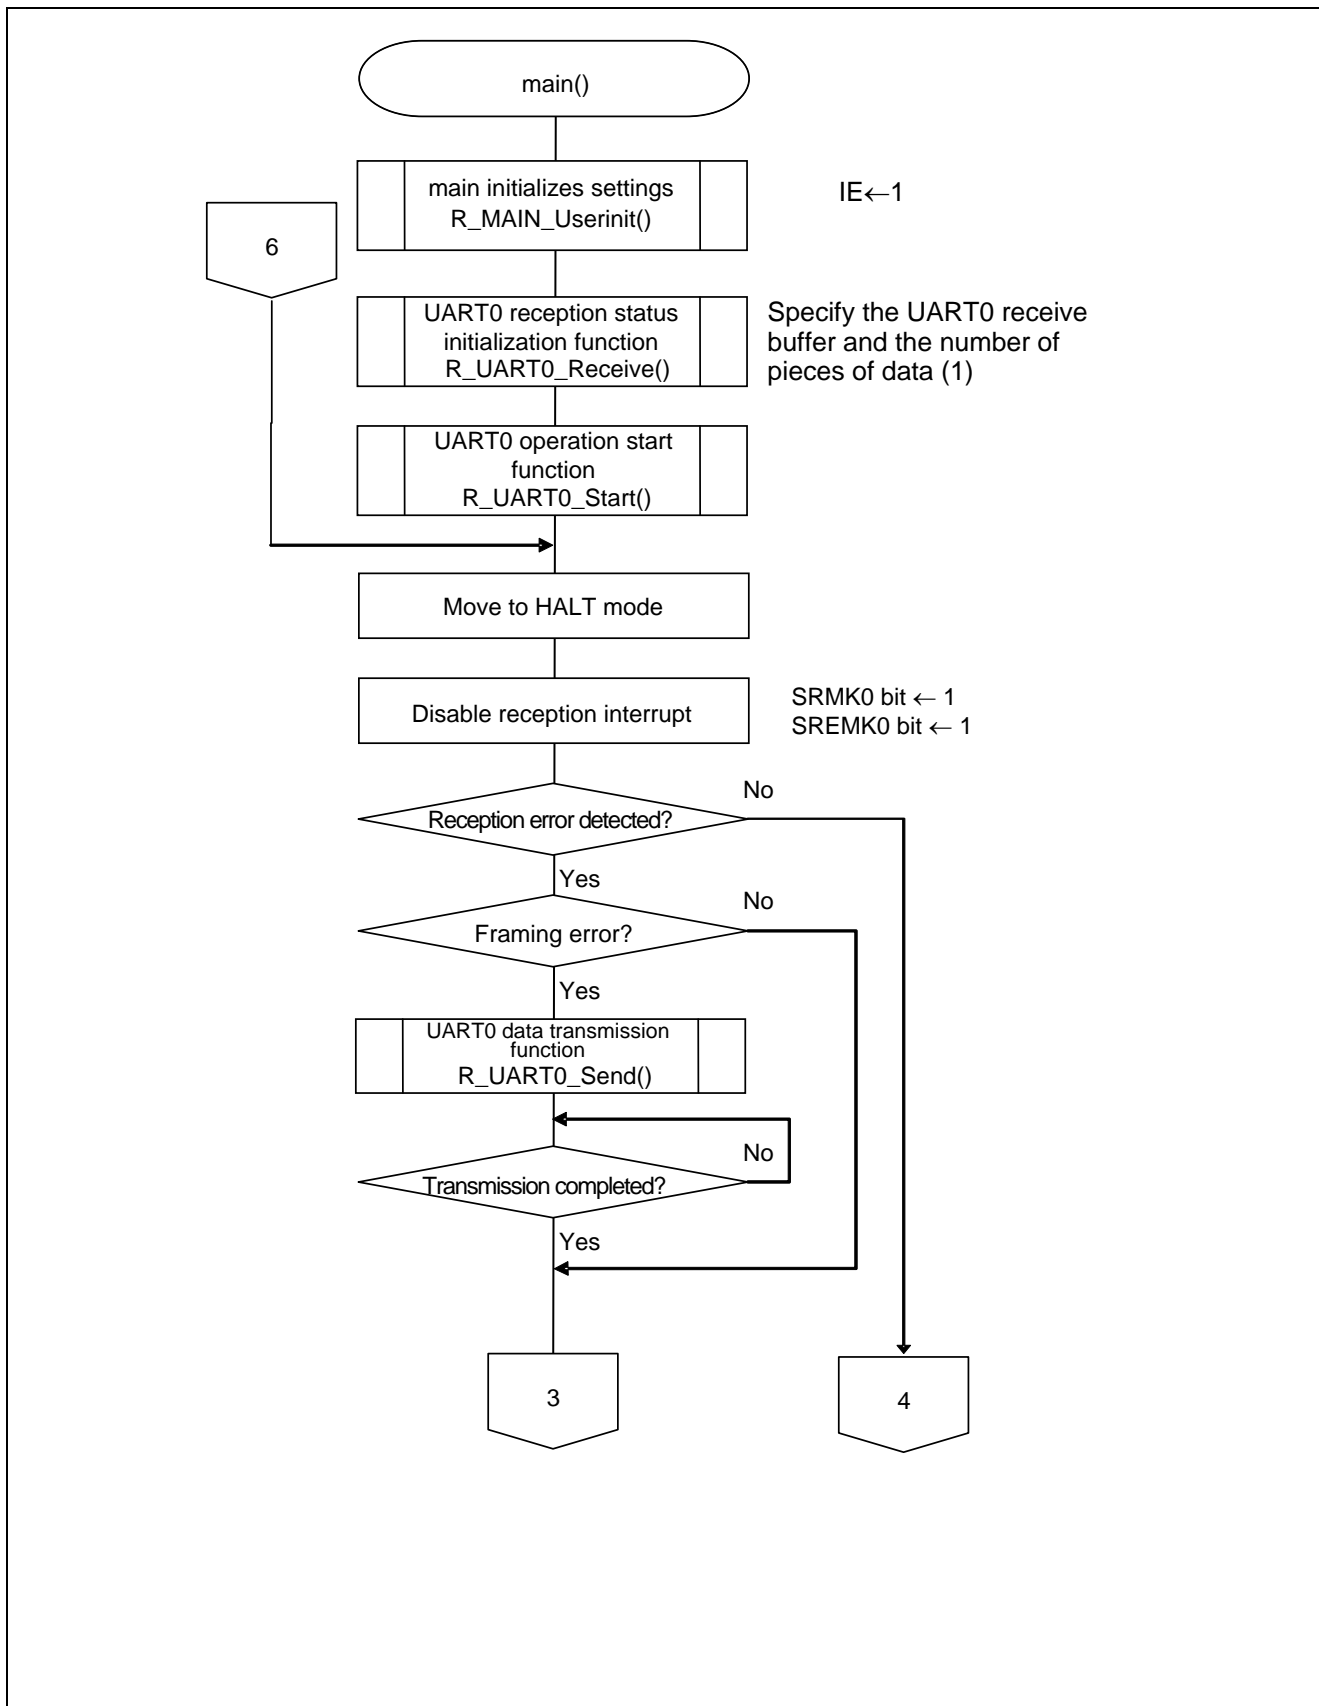 main()
main initializes settings
R_MAIN_Userinit()
IE←1
6
UART0 reception status
initialization function
R_UART0_Receive()
Specify the UART0 receive
buffer and the number of
pieces of data (1)
UART0 operation start
function
R_UART0_Start()
Move to HALT mode
Disable reception interrupt
SRMK0 bit ← 1
SREMK0 bit ← 1
Reception error detected?
No
Yes
Framing error?
No
Yes
UART0 data transmission
function
R_UART0_Send()
Transmission completed?
No
Yes
3
4